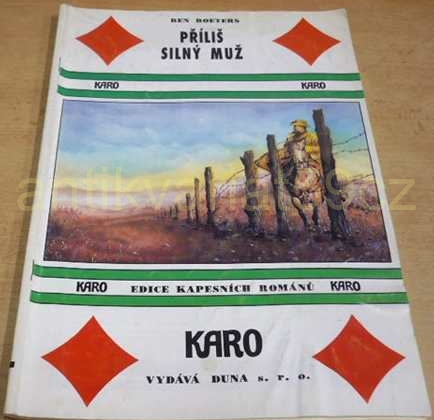 BEN BOETERS
PŘÍLIŠ
SILNÝ MUŽ
KARO KARO
KARO EDICE KAPESNÍCH ROMÁNŮ KARO
KARO
VYDÁVÁ DUNA s. r. o.